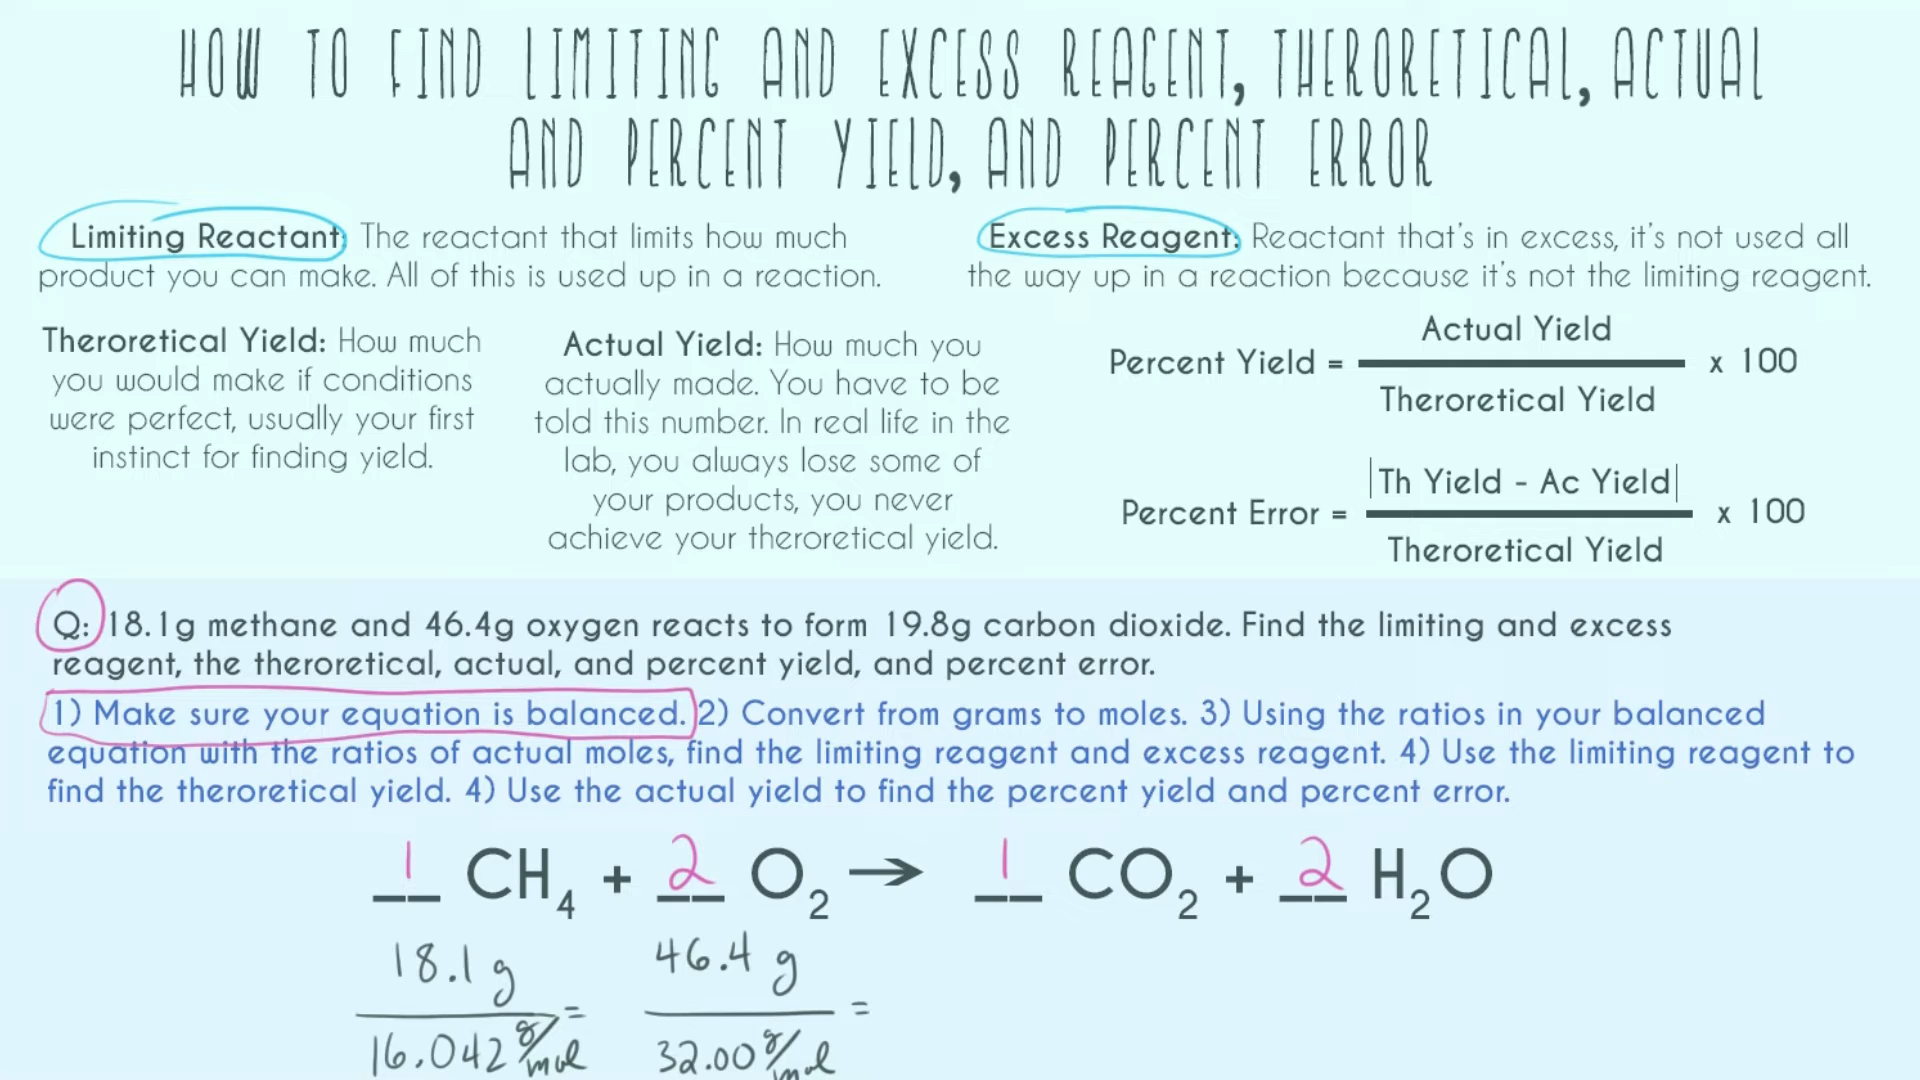 HOW TO FIND LIMITING AND EXCESS REAGENT, THERORETICAL, ACTUAL
AND PERCENT YIELD, AND PERCENT ERROR
Limiting Reactant: The reactant that limits how much
product you can make. All of this is used up in a reaction.
Excess Reagent: Reactant that's in excess, it's not used all
the way up in a reaction because it's not the limiting reagent.
Theroretical Yield: How much
you would make if conditions
were perfect, usually your first
instinct for finding yield.
Actual Yield: How much you
actually made. You have to be
told this number. In real life in the
lab, you always lose some of
your products, you never
achieve your theroretical yield.
Actual Yield
Percent Yield = x 100
Theroretical Yield
|Th Yield - Ac Yield|
Percent Error = x 100
Theroretical Yield
Q: 18.1g methane and 46.4g oxygen reacts to form 19.8g carbon dioxide. Find the limiting and excess
reagent, the theroretical, actual, and percent yield, and percent error.
1) Make sure your equation is balanced. 2) Convert from grams to moles. 3) Using the ratios in your balanced
equation with the ratios of actual moles, find the limiting reagent and excess reagent. 4) Use the limiting reagent to
find the theroretical yield. 4) Use the actual yield to find the percent yield and percent error.
1 CH₄ + 2 O₂ → 1 CO₂ + 2 H₂O
18.1 g 46.4 g
= =
16.042 g/mol 32.00 g/mol